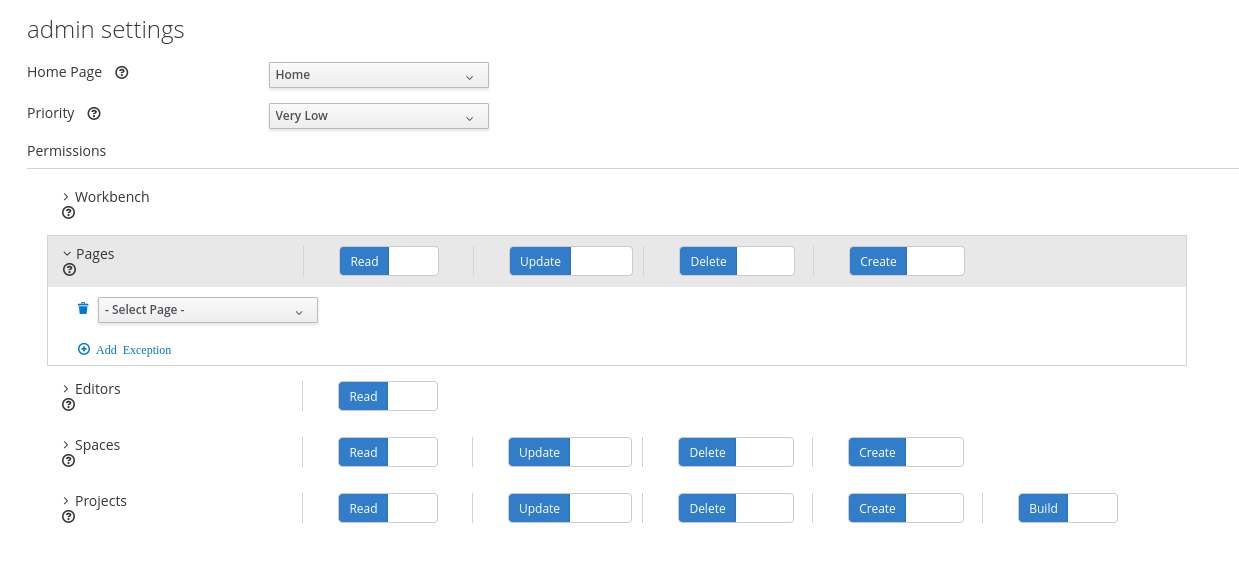 admin settings
Home Page
Home
Priority
Very Low
Permissions
Workbench
Pages Read Update Delete Create
- Select Page -
Add Exception
Editors Read
Spaces Read Update Delete Create
Projects Read Update Delete Create Build